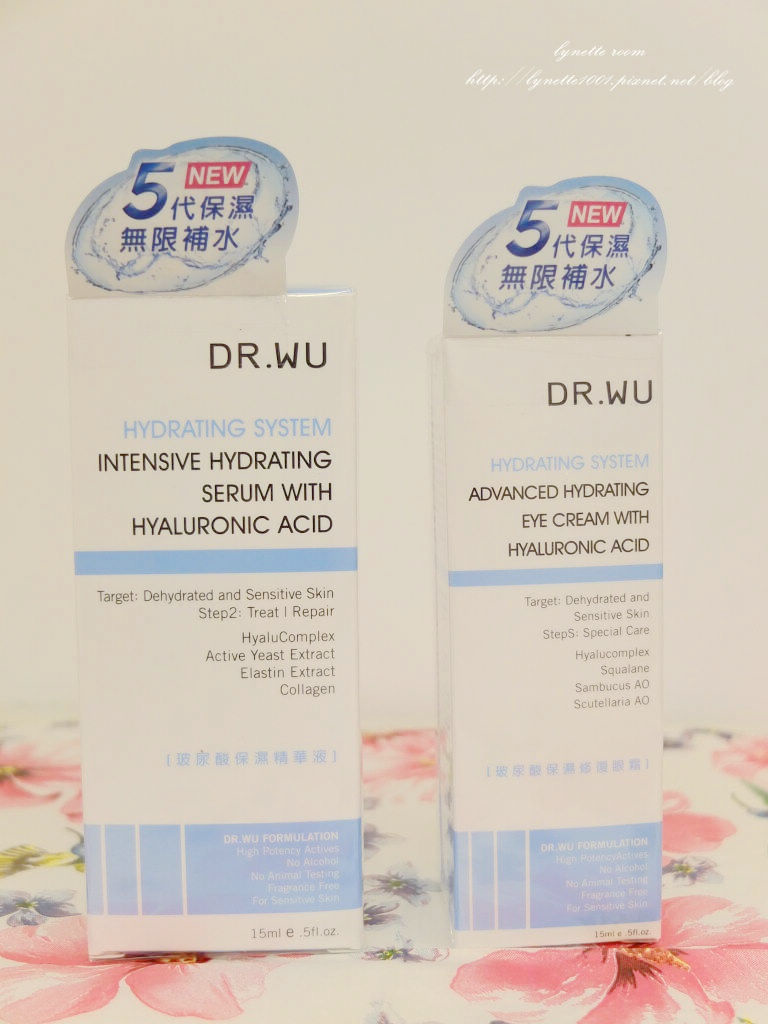 lynette room
http://lynette1001.pixnet.net/blog
5 NEW
代保濕
無限補水
DR.WU
HYDRATING SYSTEM
INTENSIVE HYDRATING
SERUM WITH
HYALURONIC ACID
Target: Dehydrated and Sensitive Skin
Step2: Treat | Repair
HyaluComplex
Active Yeast Extract
Elastin Extract
Collagen
[玻尿酸保濕精華液]
DR.WU FORMULATION
High Potency Actives
No Alcohol
No Animal Testing
Fragrance Free
For Sensitive Skin
15ml e .5fl.oz.
5 NEW
代保濕
無限補水
DR.WU
HYDRATING SYSTEM
ADVANCED HYDRATING
EYE CREAM WITH
HYALURONIC ACID
Target: Dehydrated and
Sensitive Skin
StepS: Special Care
Hyalucomplex
Squalane
Sambucus AO
Scutellaria AO
[玻尿酸保濕修復眼霜]
DR.WU FORMULATION
High PotencyActives
No Alcohol
No Animal Testing
Fragrance Free
For Sensitive Skin
15ml e .5fl.oz.